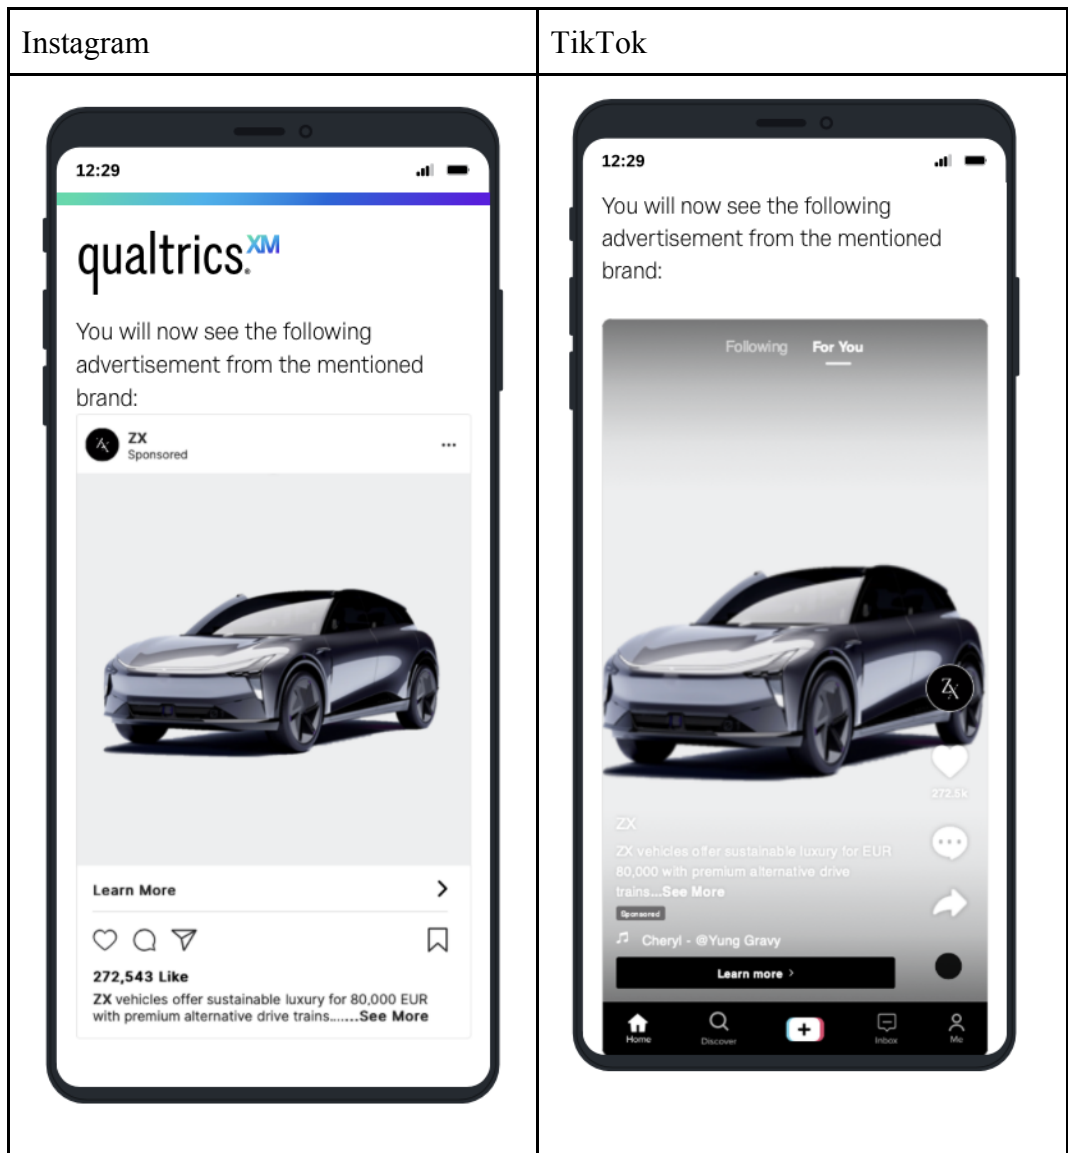 Instagram
TikTok
12:29
qualtrics.XM
You will now see the following
advertisement from the mentioned
brand:
ZX
ZX
Sponsored
Learn More
272,543 Like
ZX vehicles offer sustainable luxury for 80,000 EUR
with premium alternative drive trains.......See More
12:29
You will now see the following
advertisement from the mentioned
brand:
Following For You
ZX
272.5k
ZX
ZX vehicles offer sustainable luxury for EUR
80,000 with premium alternative drive
trains...See More
Sponsored
Cheryl - @Yung Gravy
Learn more
Home Discover Inbox Me